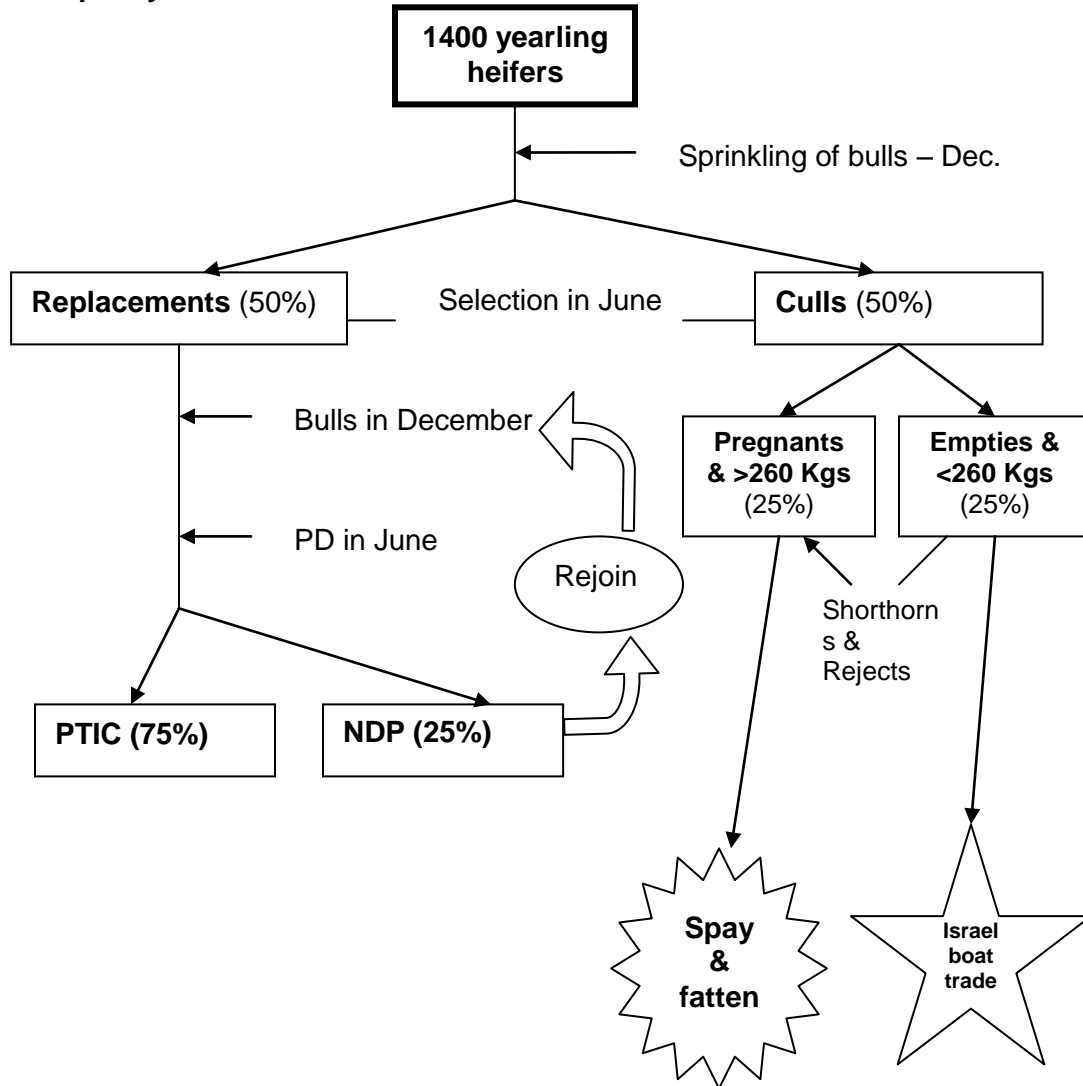 1400 yearling
heifers
Sprinkling of bulls – Dec.
Replacements (50%)
Selection in June
Culls (50%)
Bulls in December
Pregnants
& >260 Kgs
(25%)
Empties &
<260 Kgs
(25%)
PD in June
Rejoin
Shorthorn
s &
Rejects
PTIC (75%)
NDP (25%)
Spay
&
fatten
Israel
boat
trade